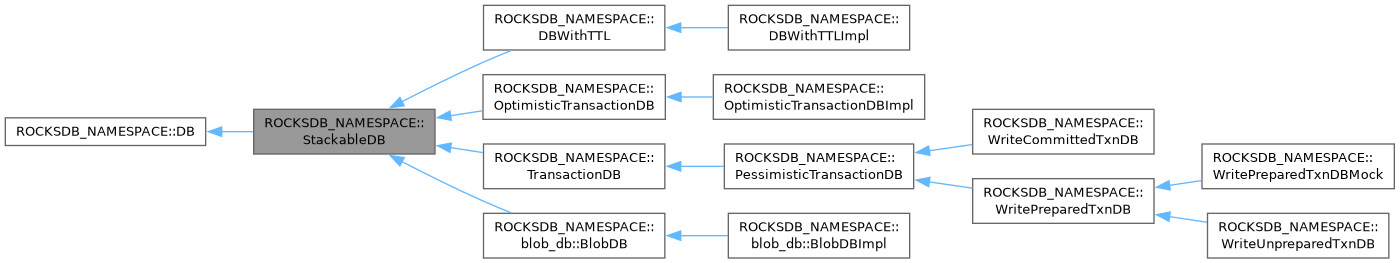 ROCKSDB_NAMESPACE::DB
ROCKSDB_NAMESPACE::
StackableDB
ROCKSDB_NAMESPACE::
DBWithTTL
ROCKSDB_NAMESPACE::
DBWithTTLImpl
ROCKSDB_NAMESPACE::
OptimisticTransactionDB
ROCKSDB_NAMESPACE::
OptimisticTransactionDBImpl
ROCKSDB_NAMESPACE::
TransactionDB
ROCKSDB_NAMESPACE::
PessimisticTransactionDB
ROCKSDB_NAMESPACE::
WriteCommittedTxnDB
ROCKSDB_NAMESPACE::
WritePreparedTxnDB
ROCKSDB_NAMESPACE::
WritePreparedTxnDBMock
ROCKSDB_NAMESPACE::
WriteUnpreparedTxnDB
ROCKSDB_NAMESPACE::
blob_db::BlobDB
ROCKSDB_NAMESPACE::
blob_db::BlobDBImpl